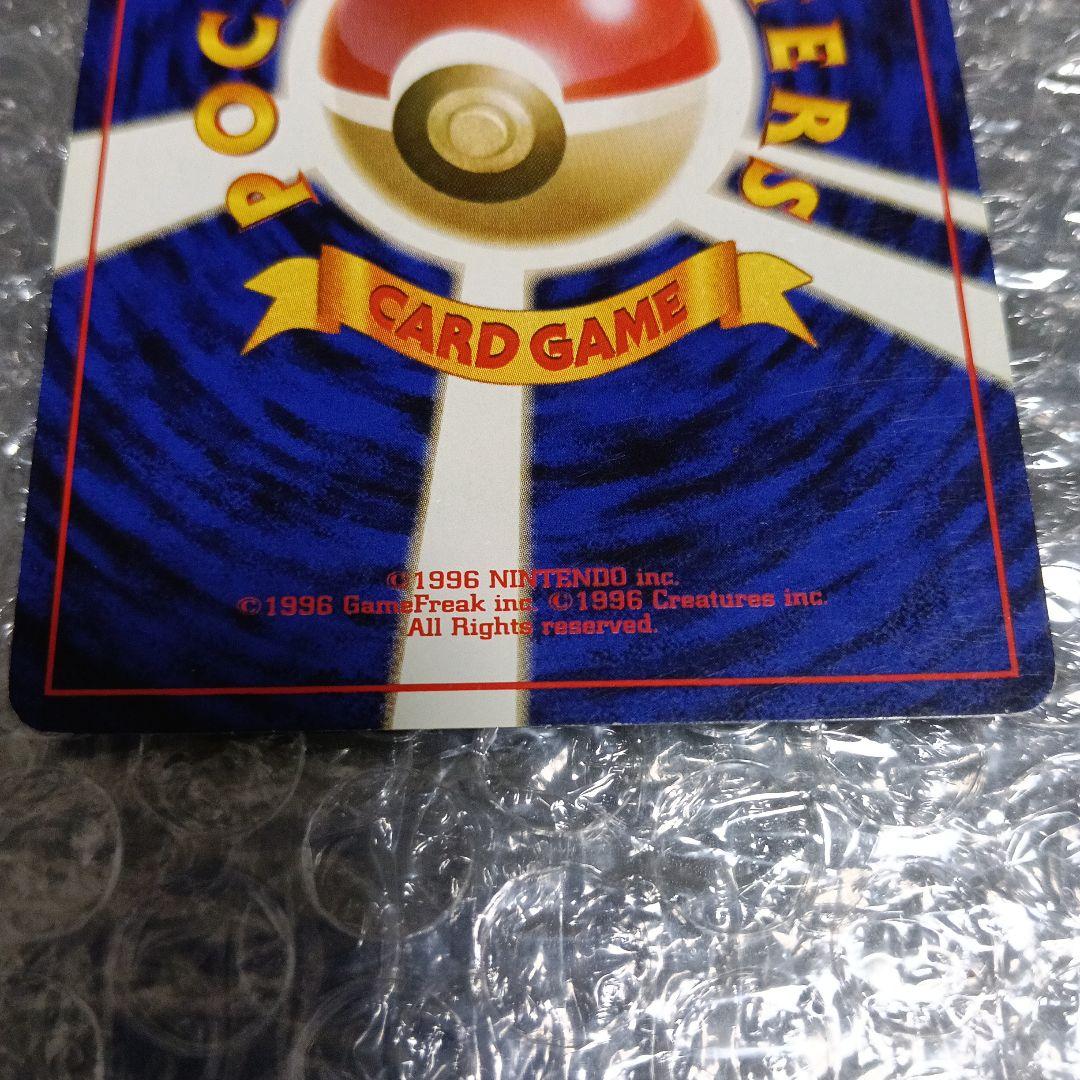 POC
ERS
CARD GAME
©1996 NINTENDO inc.
©1996 GameFreak inc. ©1996 Creatures inc.
All Rights reserved.